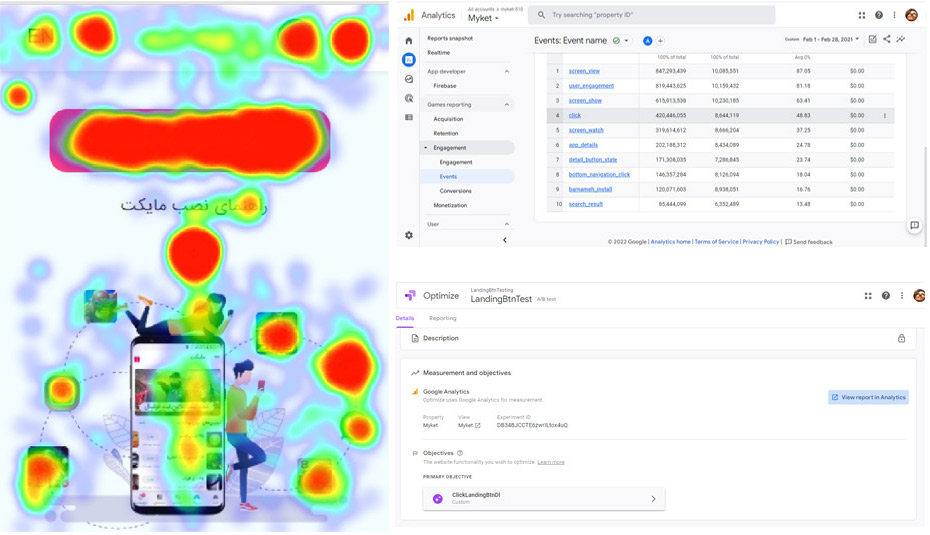 EN
راهنمای نصب مایکت
مایکت
Analytics
All accounts > myket-910
Myket
Try searching "property ID"
Reports snapshot
Realtime
App developer
Firebase
Games reporting
Acquisition
Retention
Engagement
Engagement
Events
Conversions
Monetization
User
Events: Event name
A
Custom Feb 1 - Feb 28, 2021
100% of total 100% of total Avg 0%
1 screen_view 847,293,439 10,085,551 87.05 $0.00
2 user_engagement 819,443,625 10,159,432 81.18 $0.00
3 screen_show 615,913,538 10,230,185 63.41 $0.00
4 click 420,446,055 8,644,119 48.83 $0.00
5 screen_watch 319,614,612 8,666,204 37.25 $0.00
6 app_details 202,188,312 8,434,089 24.78 $0.00
7 detail_button_state 171,308,035 7,286,845 23.74 $0.00
8 bottom_navigation_click 146,357,284 8,126,094 18.04 $0.00
9 barnameh_install 120,071,603 8,938,051 16.76 $0.00
10 search_result 85,444,099 6,352,489 13.48 $0.00
© 2022 Google | Analytics home | Terms of Service | Privacy Policy | Send feedback
Optimize
LandingBtnTesting
LandingBtnTest A/B test
Details Reporting
Description
Measurement and objectives
Google Analytics
Optimize uses Google Analytics for measurement.
View report in Analytics
Property View Experiment ID
Myket Myket
Objectives
The website functionality you wish to optimize. Learn more
PRIMARY OBJECTIVE
ClickLandingBtnDl
Custom